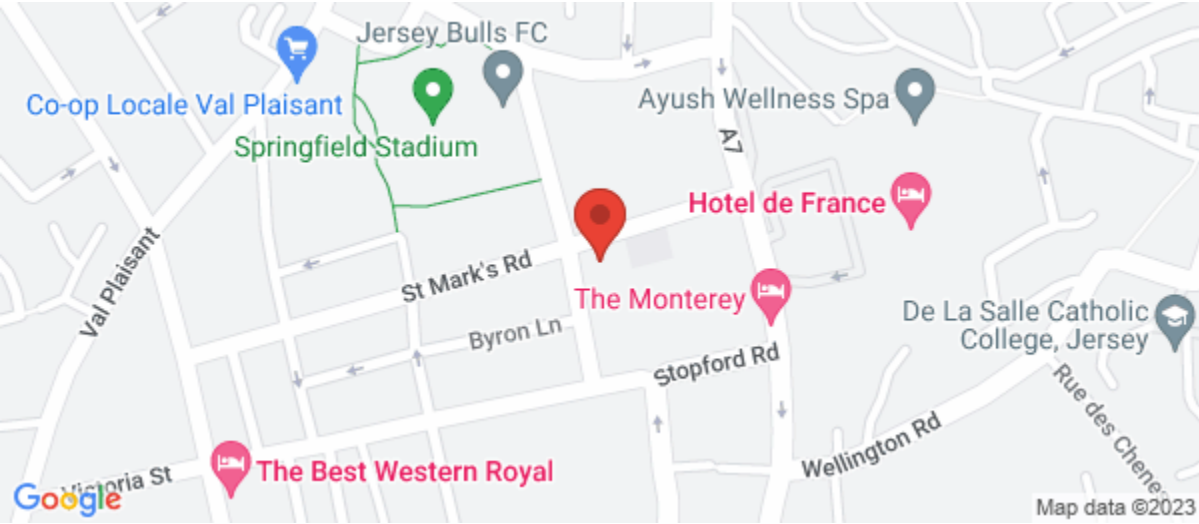 Jersey Bulls FC
Co-op Locale Val Plaisant
Springfield Stadium
Ayush Wellness Spa
A7
Hotel de France
Val Plaisant
St Mark's Rd
The Monterey
Byron Ln
De La Salle Catholic
College, Jersey
Stopford Rd
Rue des Chenes
Wellington Rd
The Best Western Royal
Victoria St
Google
Map data ©2023